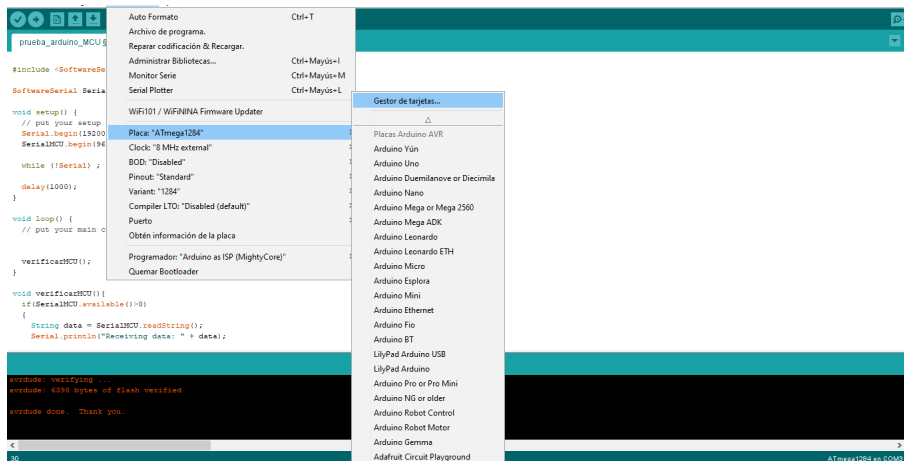 prueba_arduino_MCU§
#include <SoftwareSe
SoftwareSerial Seria
void setup() {
// put your setup
Serial.begin(19200
SerialMCU.begin(96
while (!Serial) ;
delay(1000);
}
void loop() {
// put your main c
verificarMCU();
}
void verificarMCU(){
if(SerialMCU.available()>0)
{
String data = SerialMCU.readString();
Serial.println("Receiving data: " + data);
Auto Formato Ctrl+T
Archivo de programa.
Reparar codificación & Recargar.
Administrar Bibliotecas... Ctrl+Mayús+I
Monitor Serie Ctrl+Mayús+M
Serial Plotter Ctrl+Mayús+L
WiFi101 / WiFiNINA Firmware Updater
Placa: "ATmega1284"
Clock: "8 MHz external"
BOD: "Disabled"
Pinout: "Standard"
Variant: "1284"
Compiler LTO: "Disabled (default)"
Puerto
Obtén información de la placa
Programador: "Arduino as ISP (MightyCore)"
Quemar Bootloader
Gestor de tarjetas...
Placas Arduino AVR
Arduino Yún
Arduino Uno
Arduino Duemilanove or Diecimila
Arduino Nano
Arduino Mega or Mega 2560
Arduino Mega ADK
Arduino Leonardo
Arduino Leonardo ETH
Arduino Micro
Arduino Esplora
Arduino Mini
Arduino Ethernet
Arduino Fio
Arduino BT
LilyPad Arduino USB
LilyPad Arduino
Arduino Pro or Pro Mini
Arduino NG or older
Arduino Robot Control
Arduino Robot Motor
Arduino Gemma
Adafruit Circuit Playground
avrdude: verifying ...
avrdude: 6398 bytes of flash verified
avrdude done. Thank you.
30
ATmega1284 en COM3